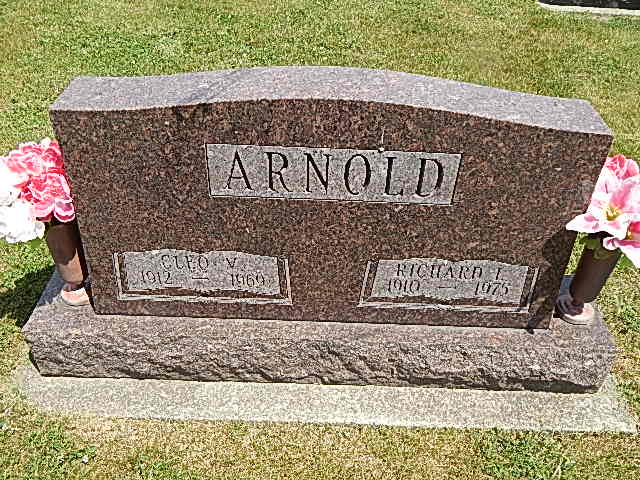 ARNOLD
CLEO V.
1912 — 1969
RICHARD L.
1910 — 1975